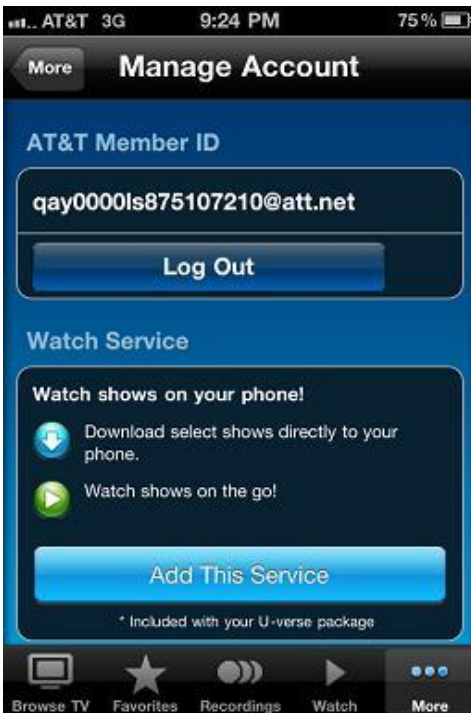 AT&T 3G 9:24 PM 75%
More Manage Account
AT&T Member ID
qay0000ls875107210@att.net
Log Out
Watch Service
Watch shows on your phone!
Download select shows directly to your
phone.
Watch shows on the go!
Add This Service
* Included with your U-verse package
Browse TV Favorites Recordings Watch More